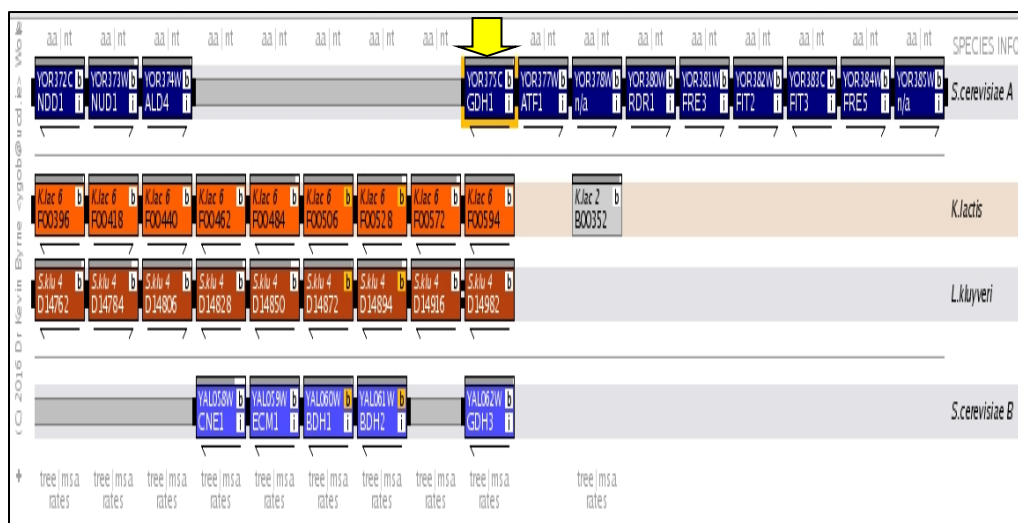 aa|nt aa|nt aa|nt aa|nt aa|nt aa|nt aa|nt aa|nt aa|nt aa|nt aa|nt aa|nt aa|nt aa|nt aa|nt aa|nt SPECIES INFO
YOR372C b NDD1 i
YOR373W b NUD1 i
YOR374W b ALD4 i
YOR375C b GDH1 i
YOR377W b ATF1 i
YOR378W b n/a i
YOR380W b RDR1 i
YOR381W b FRE3 i
YOR382W b FIT2 i
YOR383C b FIT3 i
YOR384W b FRE5 i
YOR385W b n/a i
S.cerevisiae A
K.lac 6 b F00396
K.lac 6 b F00418
K.lac 6 b F00440
K.lac 6 b F00462
K.lac 6 b F00484
K.lac 6 b F00506
K.lac 6 b F00528
K.lac 6 b F00572
K.lac 6 b F00594
K.lac 2 b B00352
K.lactis
S.klu 4 b D14762
S.klu 4 b D14784
S.klu 4 b D14806
S.klu 4 b D14828
S.klu 4 b D14850
S.klu 4 b D14872
S.klu 4 b D14894
S.klu 4 b D14916
S.klu 4 b D14982
L.kluyveri
YAL058W b CNE1 i
YAL059W b ECM1 i
YAL060W b BDH1 i
YAL061W b BDH2 i
YAL062W b GDH3 i
S.cerevisiae B
+ tree|msa tree|msa tree|msa tree|msa tree|msa tree|msa tree|msa tree|msa tree|msa tree|msa
rates rates rates rates rates rates rates rates rates rates
(C) 2016 Dr Kevin Byrne <ygob@ucd.ie>